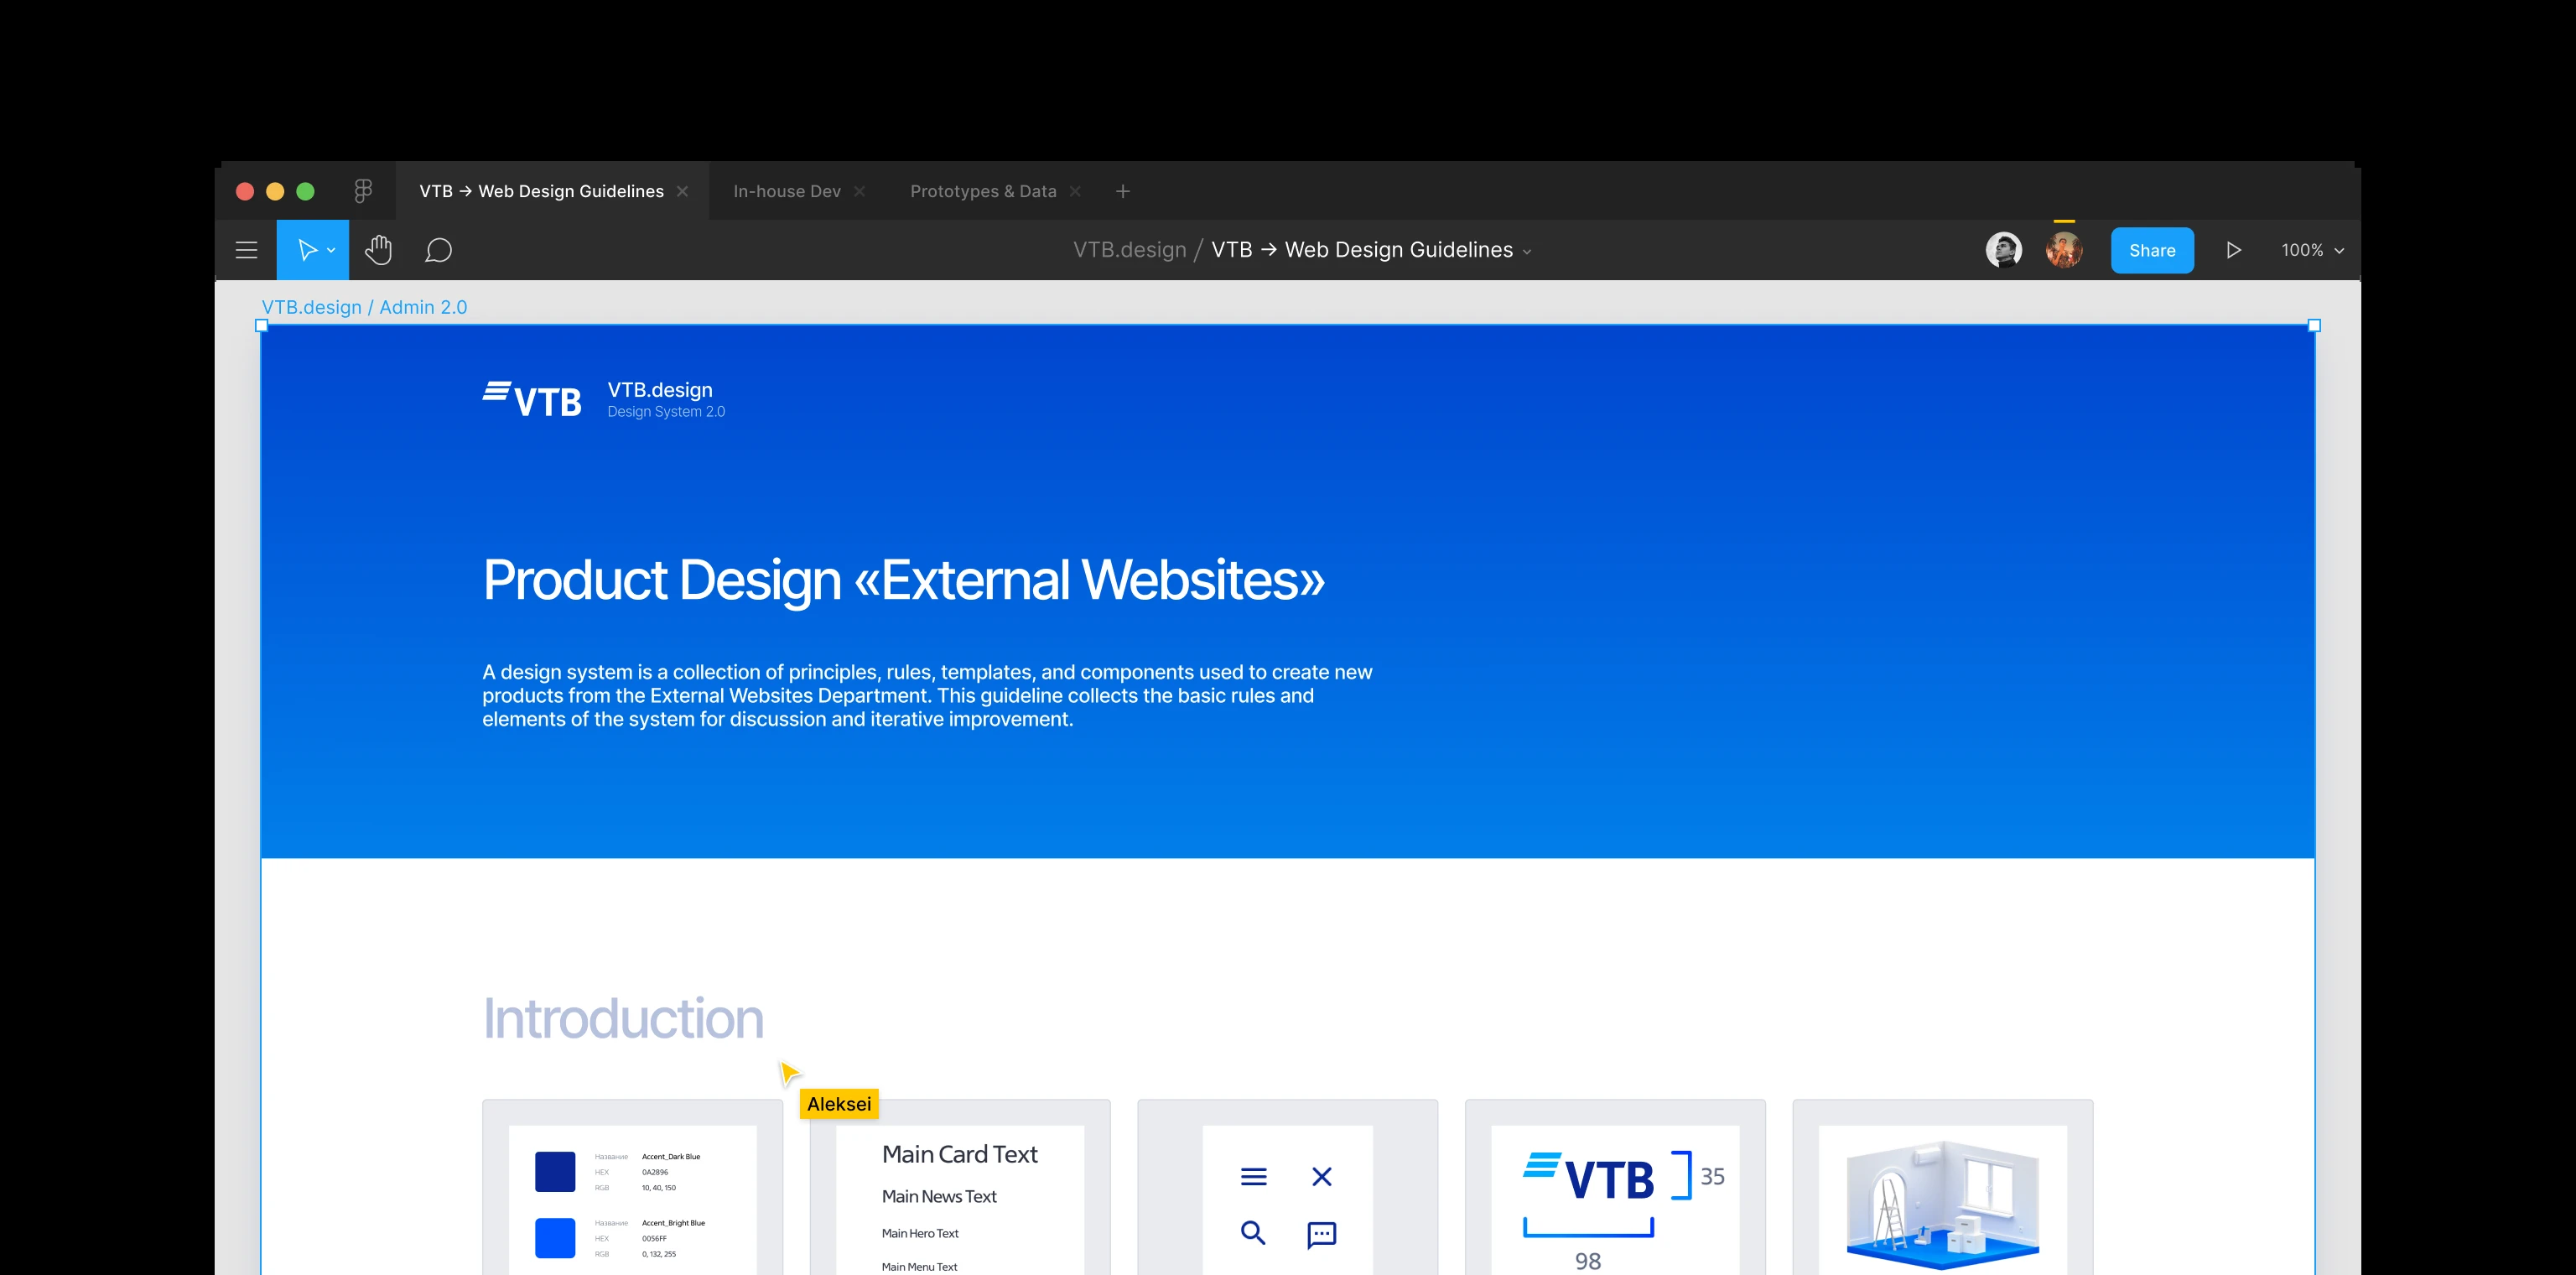 VTB → Web Design Guidelines
In-house Dev
Prototypes & Data
VTB.design / VTB → Web Design Guidelines
Share
100%
VTB.design / Admin 2.0
VTB
VTB.design
Design System 2.0
Product Design «External Websites»
A design system is a collection of principles, rules, templates, and components used to create new
products from the External Websites Department. This guideline collects the basic rules and
elements of the system for discussion and iterative improvement.
Introduction
Aleksei
Название Accent_Dark Blue
HEX 0A2896
RGB 10, 40, 150
Название Accent_Bright Blue
HEX 0056FF
RGB 0, 132, 255
Main Card Text
Main News Text
Main Hero Text
Main Menu Text
VTB
35
98